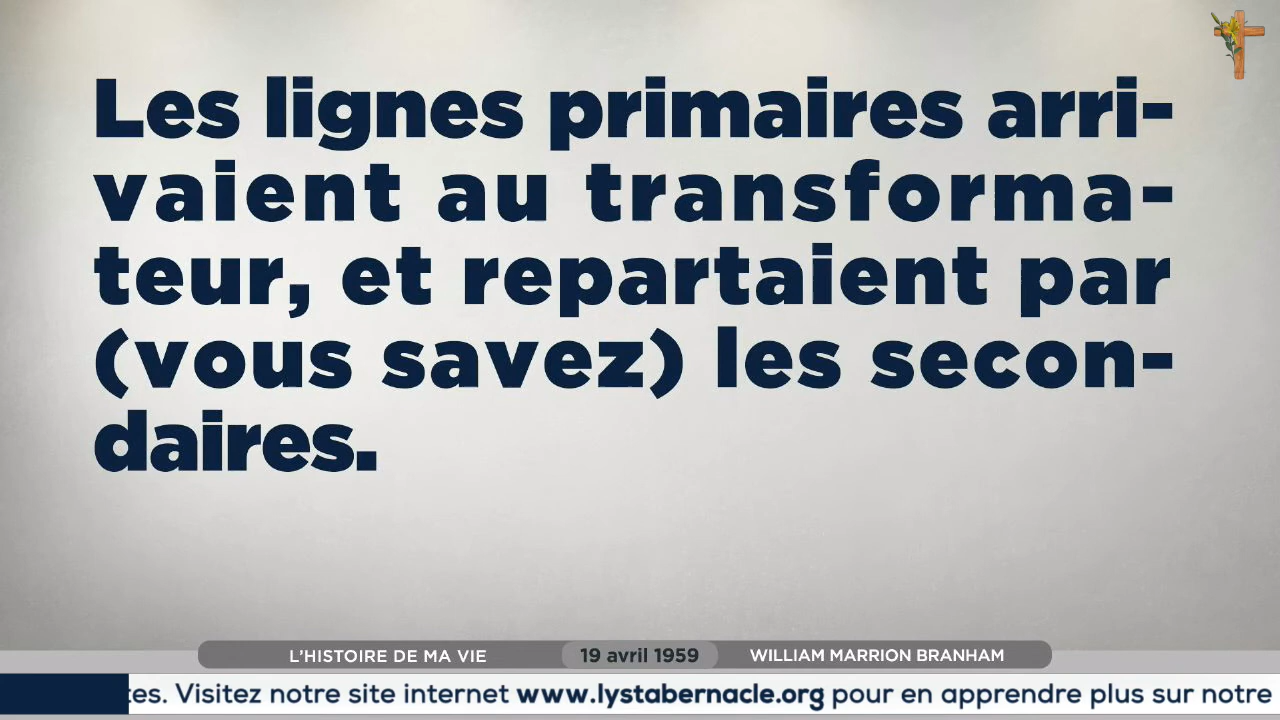 Les lignes primaires arri-
vaient au transforma-
teur, et repartaient par
(vous savez) les secon-
daires.
L'HISTOIRE DE MA VIE 19 avril 1959 WILLIAM MARRION BRANHAM
tes. Visitez notre site internet www.lystabernacle.org pour en apprendre plus sur notre